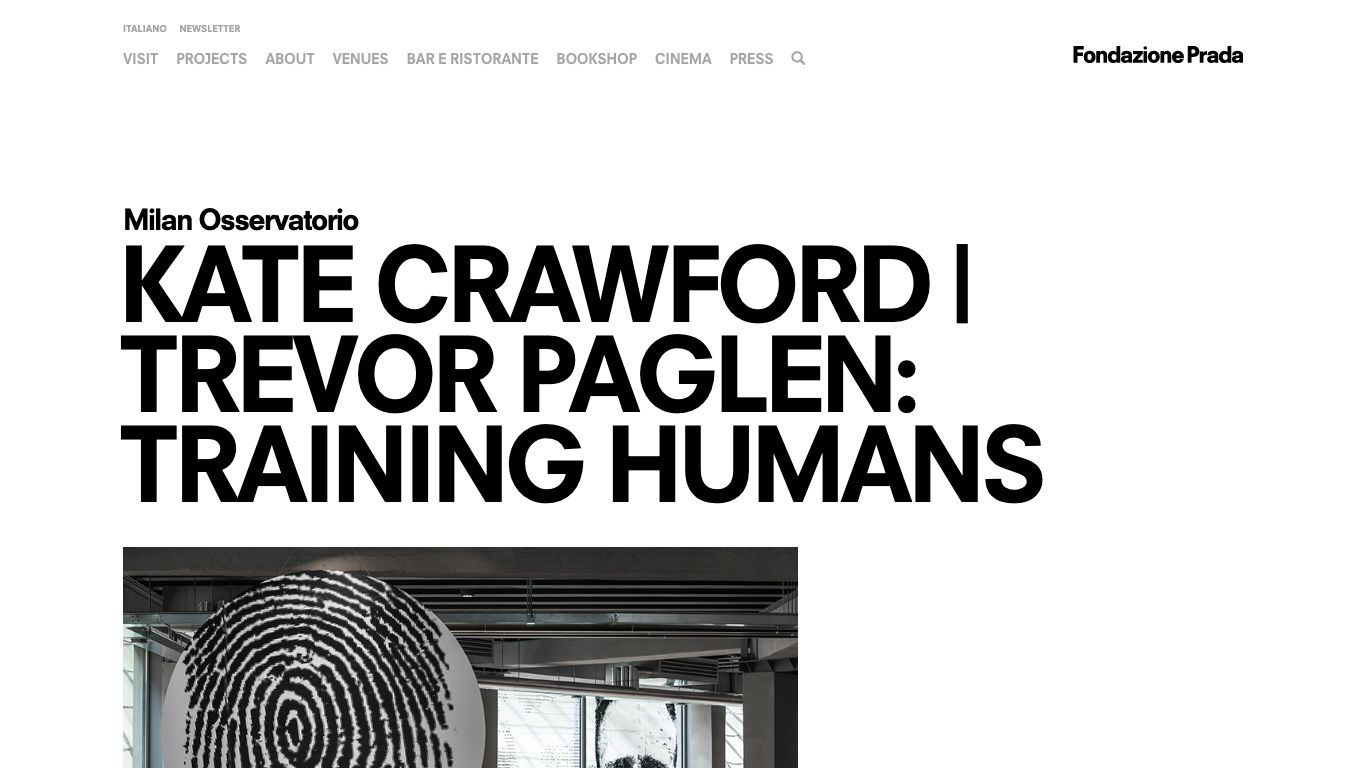 ITALIANO NEWSLETTER
VISIT PROJECTS ABOUT VENUES BAR E RISTORANTE BOOKSHOP CINEMA PRESS
Fondazione Prada
Milan Osservatorio
KATE CRAWFORD |
TREVOR PAGLEN:
TRAINING HUMANS